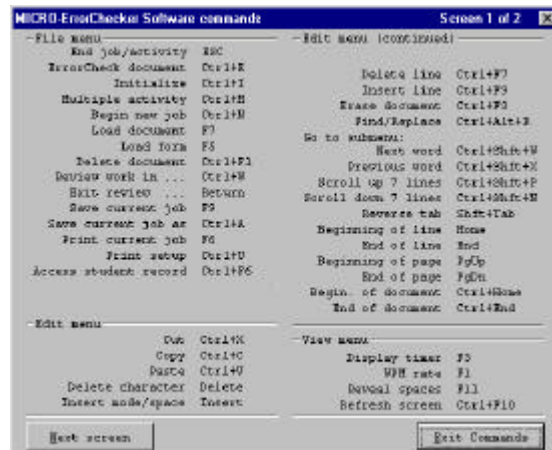 MICRO-ErrorChecker Software commands Screen 1 of 2
File menu
End job/activity ESC
ErrorCheck document Ctrl+E
Initialize Ctrl+I
Multiple activity Ctrl+M
Begin new job Ctrl+N
Load document F7
Load form F5
Delete document Ctrl+F1
Review work in ... Ctrl+W
Exit review ... Return
Save current job F9
Save current job as Ctrl+A
Print current job F6
Print setup Ctrl+U
Access student record Ctrl+F6
Edit menu
Cut Ctrl+X
Copy Ctrl+C
Paste Ctrl+V
Delete character Delete
Insert mode/space Insert
Edit menu (continued)
Delete line Ctrl+F7
Insert line Ctrl+F9
Erase document
Find/Replace Ctrl+Alt+R
Go to submenu:
Next word Ctrl+Shft+W
Previous word Ctrl+Shft+X
Scroll up 7 lines Ctrl+Shft+P
Scroll down 7 lines Ctrl+Shft+N
Reverse tab Shft+Tab
Beginning of line Home
End of line End
Beginning of page PgUp
End of page PgDn
Begin. of document Ctrl+Home
End of document Ctrl+End
View menu
Display timer F3
WPM rate F1
Reveal spaces F11
Refresh screen Ctrl+F10
Next screen
Exit Commands